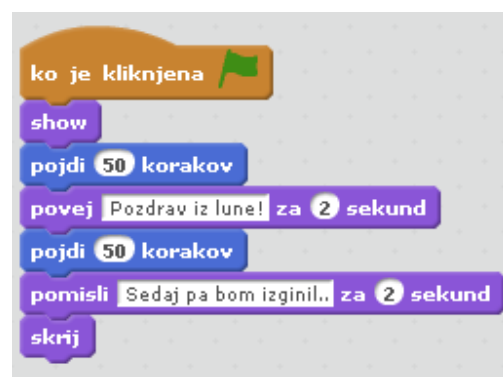 ko je kliknjena
show
pojdi 50 korakov
povej Pozdrav iz lune! za 2 sekund
pojdi 50 korakov
pomisli Sedaj pa bom izginil.. za 2 sekund
skrij